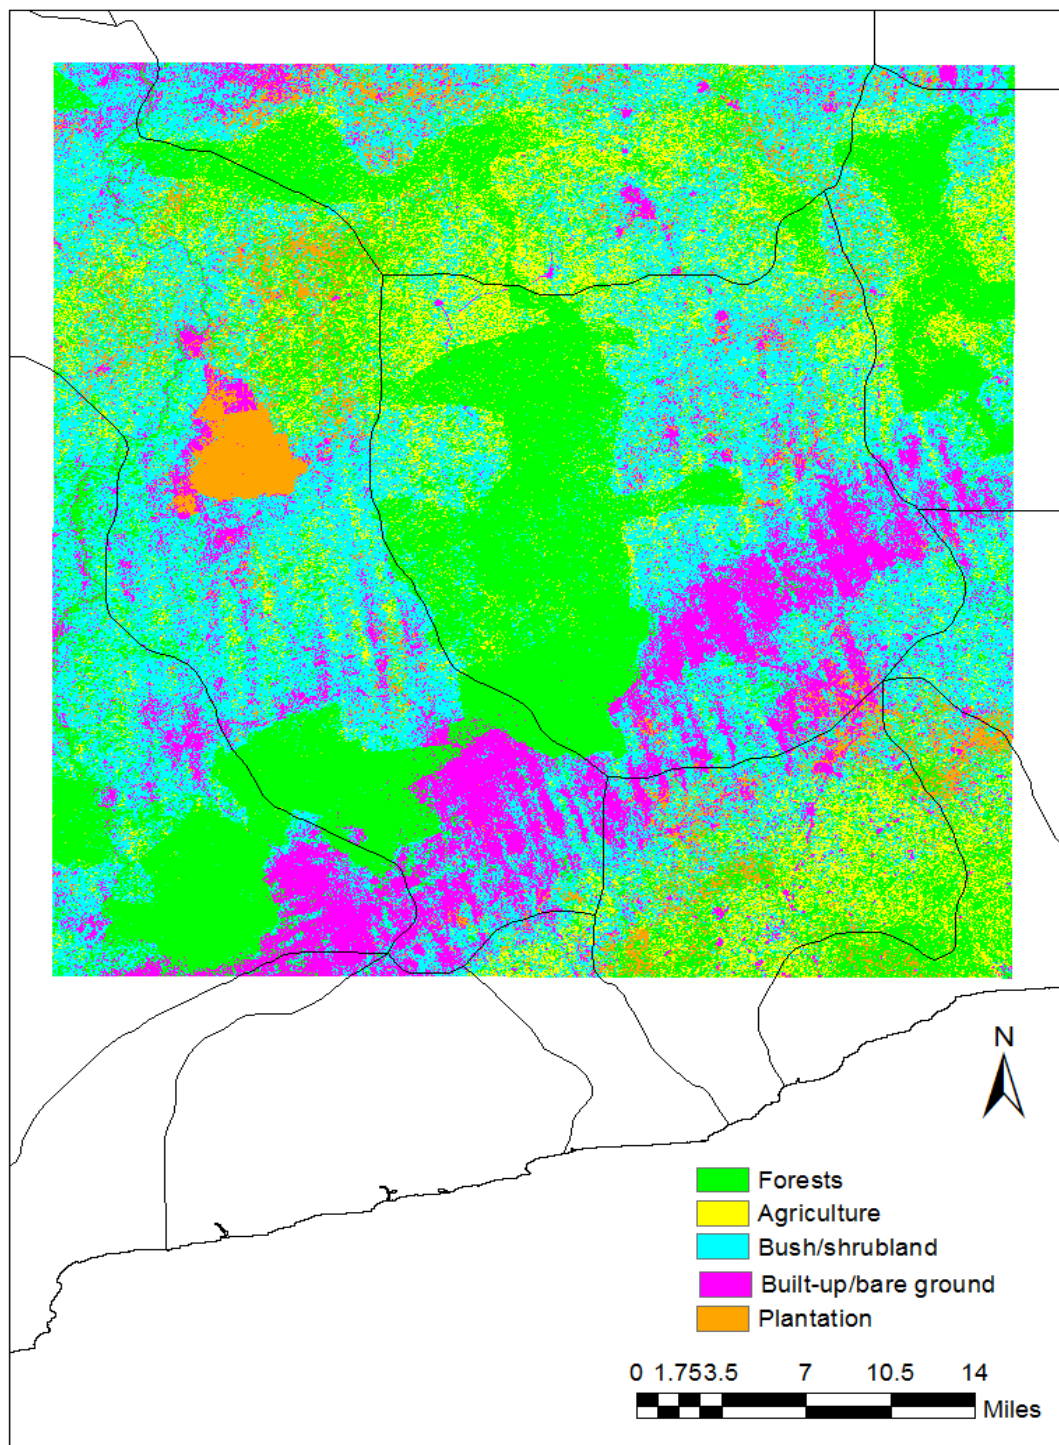 N
Forests
Agriculture
Bush/shrubland
Built-up/bare ground
Plantation
0 1.753.5 7 10.5 14
Miles